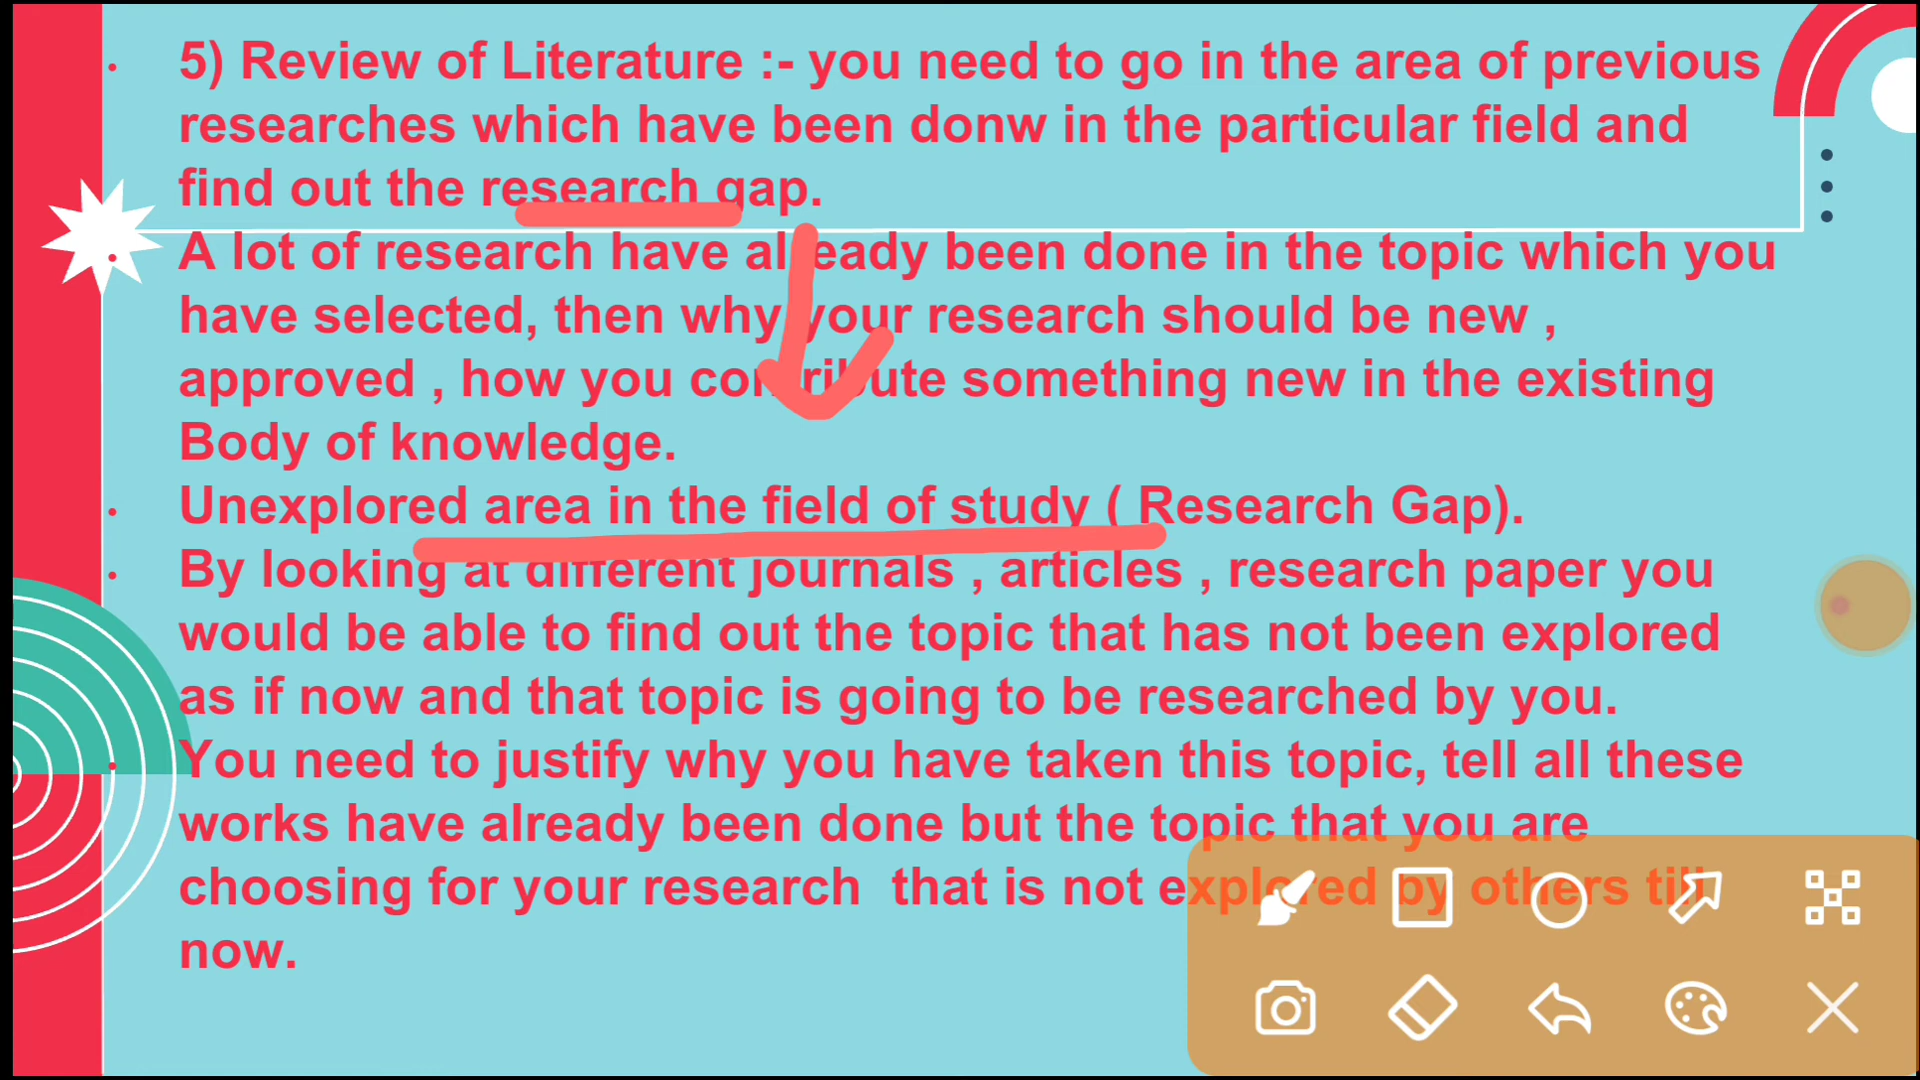 5) Review of Literature :- you need to go in the area of previous
researches which have been donw in the particular field and
find out the research gap.
A lot of research have already been done in the topic which you
have selected, then why your research should be new ,
approved , how you contribute something new in the existing
Body of knowledge.
Unexplored area in the field of study ( Research Gap).
By looking at different journals , articles , research paper you
would be able to find out the topic that has not been explored
as if now and that topic is going to be researched by you.
You need to justify why you have taken this topic, tell all these
works have already been done but the topic that you are
choosing for your research  that is not explored by others till
now.